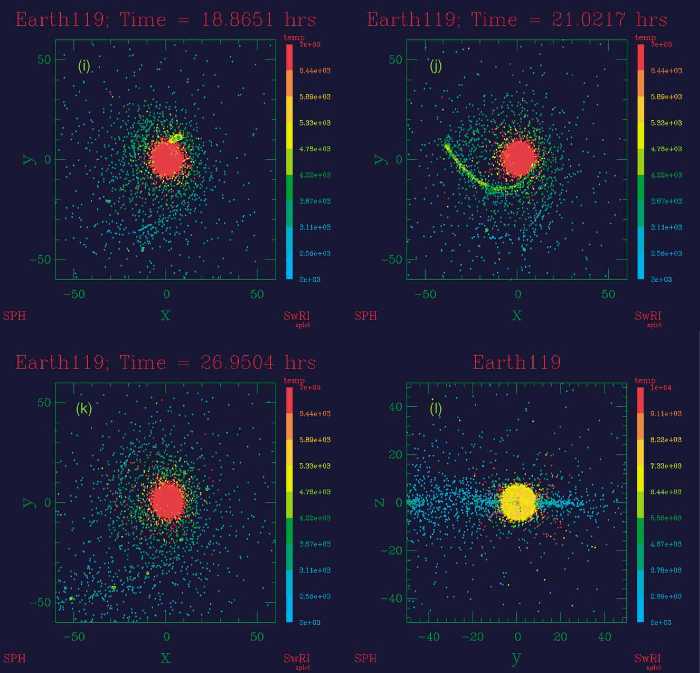 Earth119; Time = 18.8651 hrs
temp
7e+03
6.44e+03
5.89e+03
5.33e+03
4.78e+03
4.22e+03
3.67e+03
3.11e+03
2.56e+03
2e+03
(i)
50
0
−50
y
−50 0 50
x
SPH
SwRI
xplot
Earth119; Time = 21.0217 hrs
temp
7e+03
6.44e+03
5.89e+03
5.33e+03
4.78e+03
4.22e+03
3.67e+03
3.11e+03
2.56e+03
2e+03
(j)
50
0
−50
y
−50 0 50
x
SPH
SwRI
xplot
Earth119; Time = 26.9504 hrs
temp
7e+03
6.44e+03
5.89e+03
5.33e+03
4.78e+03
4.22e+03
3.67e+03
3.11e+03
2.56e+03
2e+03
(k)
50
0
−50
y
−50 0 50
x
SPH
SwRI
xplot
Earth119
temp
1e+04
9.11e+03
8.22e+03
7.33e+03
6.44e+03
5.56e+03
4.67e+03
3.78e+03
2.89e+03
2e+03
(l)
40
20
0
−20
−40
z
−40 −20 0 20 40
y
SPH
SwRI
xplot